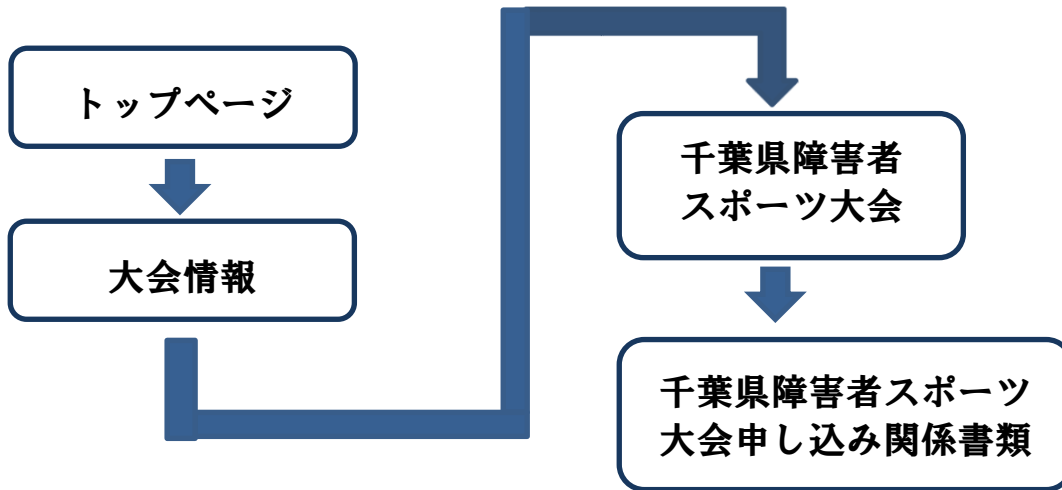 トップページ
大会情報
千葉県障害者
スポーツ大会
千葉県障害者スポーツ
大会申し込み関係書類